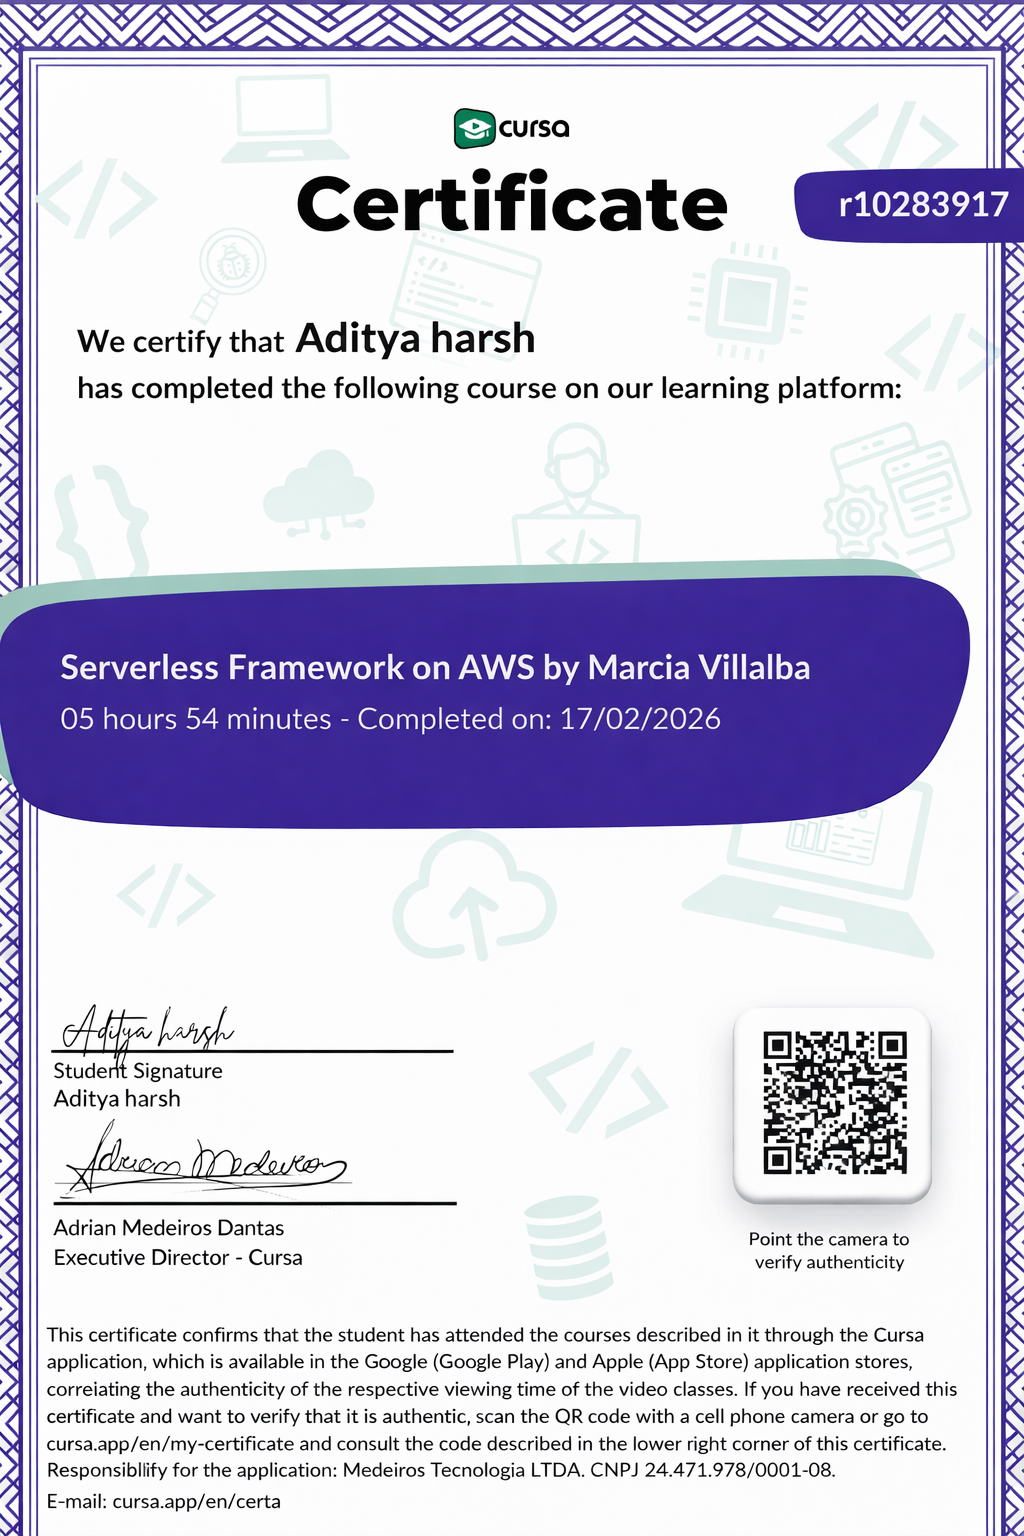 cursa
Certificate
r10283917
We certify that Aditya harsh
has completed the following course on our learning platform:
Serverless Framework on AWS by Marcia Villalba
05 hours 54 minutes - Completed on: 17/02/2026
Aditya harsh
Student Signature
Aditya harsh
Adrian Medeiros
Adrian Medeiros Dantas
Executive Director - Cursa
Point the camera to
verify authenticity
This certificate confirms that the student has attended the courses described in it through the Cursa
application, which is available in the Google (Google Play) and Apple (App Store) application stores,
correiating the authenticity of the respective viewing time of the video classes. If you have received this
certificate and want to verify that it is authentic, scan the QR code with a cell phone camera or go to
cursa.app/en/my-certificate and consult the code described in the lower right corner of this certificate.
Responsibllify for the application: Medeiros Tecnologia LTDA. CNPJ 24.471.978/0001-08.
E-mail: cursa.app/en/certa